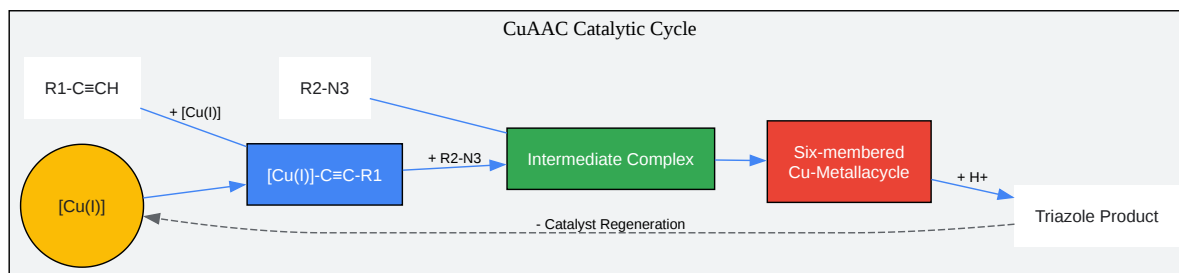 CuAAC Catalytic Cycle
R1-C≡CH
R2-N3
+ [Cu(I)]
[Cu(I)]
[Cu(I)]-C≡C-R1
+ R2-N3
Intermediate Complex
Six-membered
Cu-Metallacycle
+ H+
Triazole Product
- Catalyst Regeneration